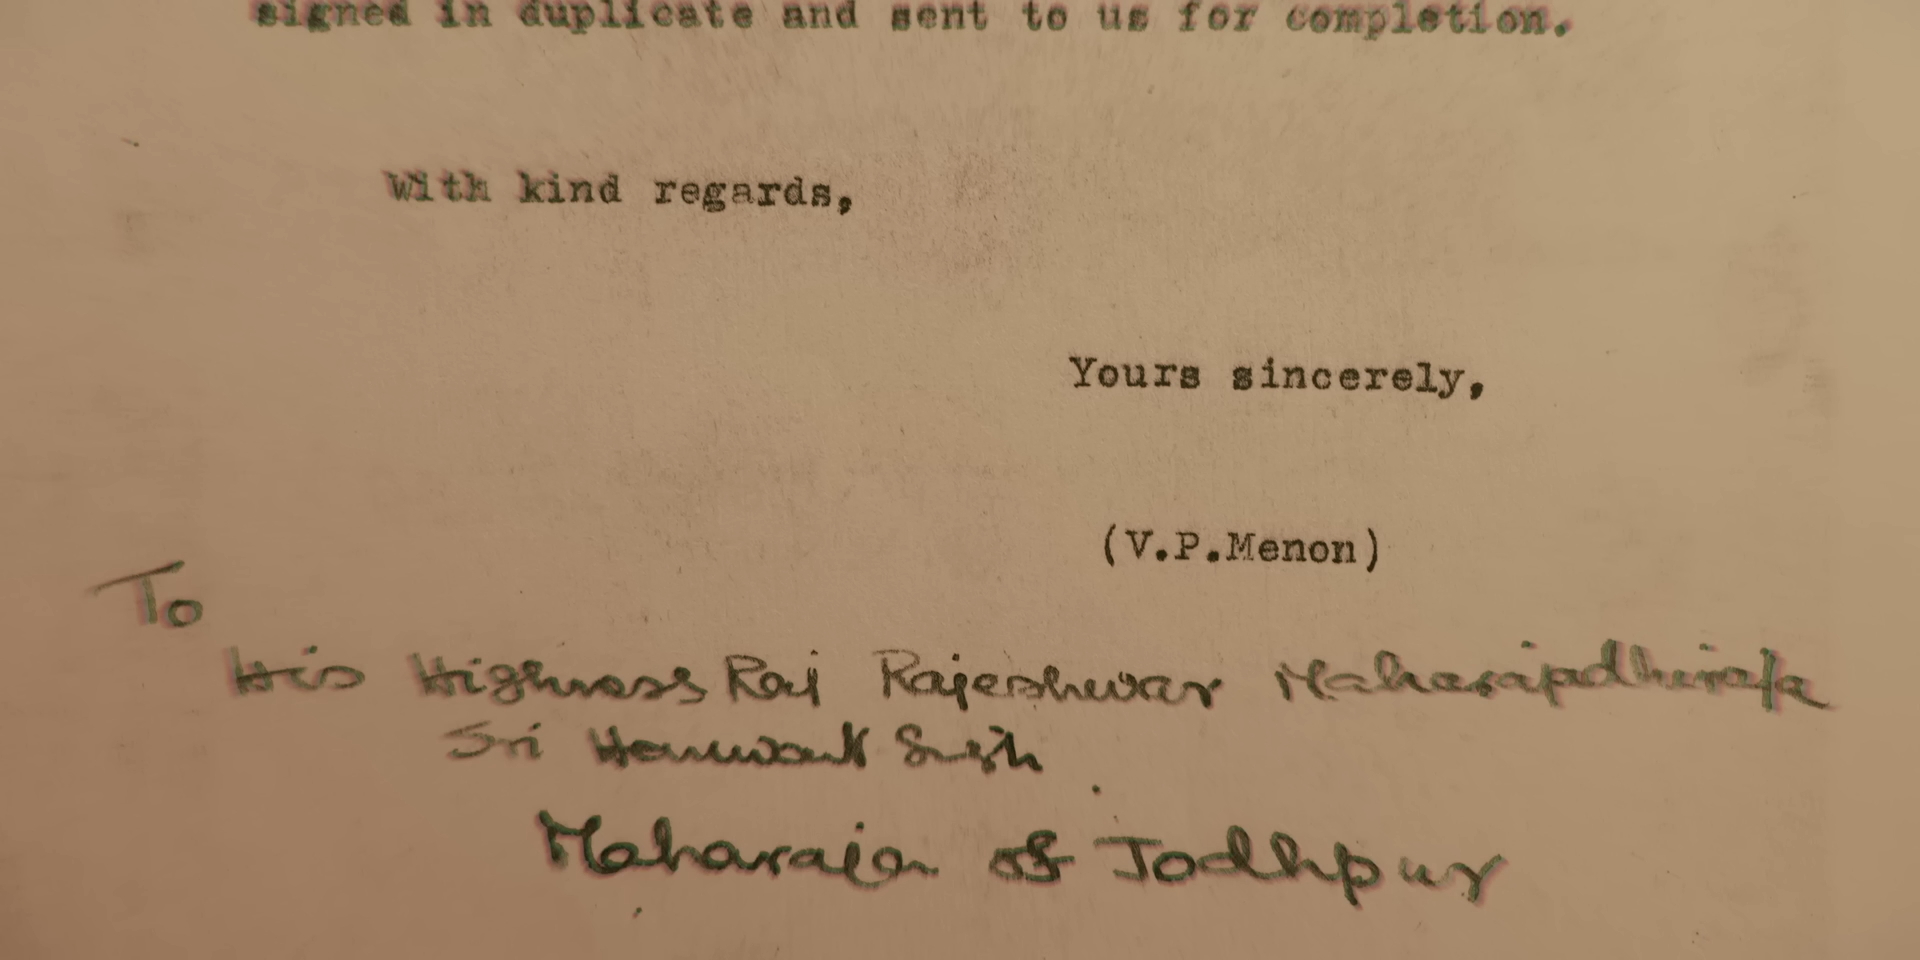 signed in duplicate and sent to us for completion.
With kind regards,
Yours sincerely,
(V.P.Menon)
To
His Highness Raj Rajeshwar Maharajadhiraja
Sri Hanwant Singh
Maharaja of Jodhpur